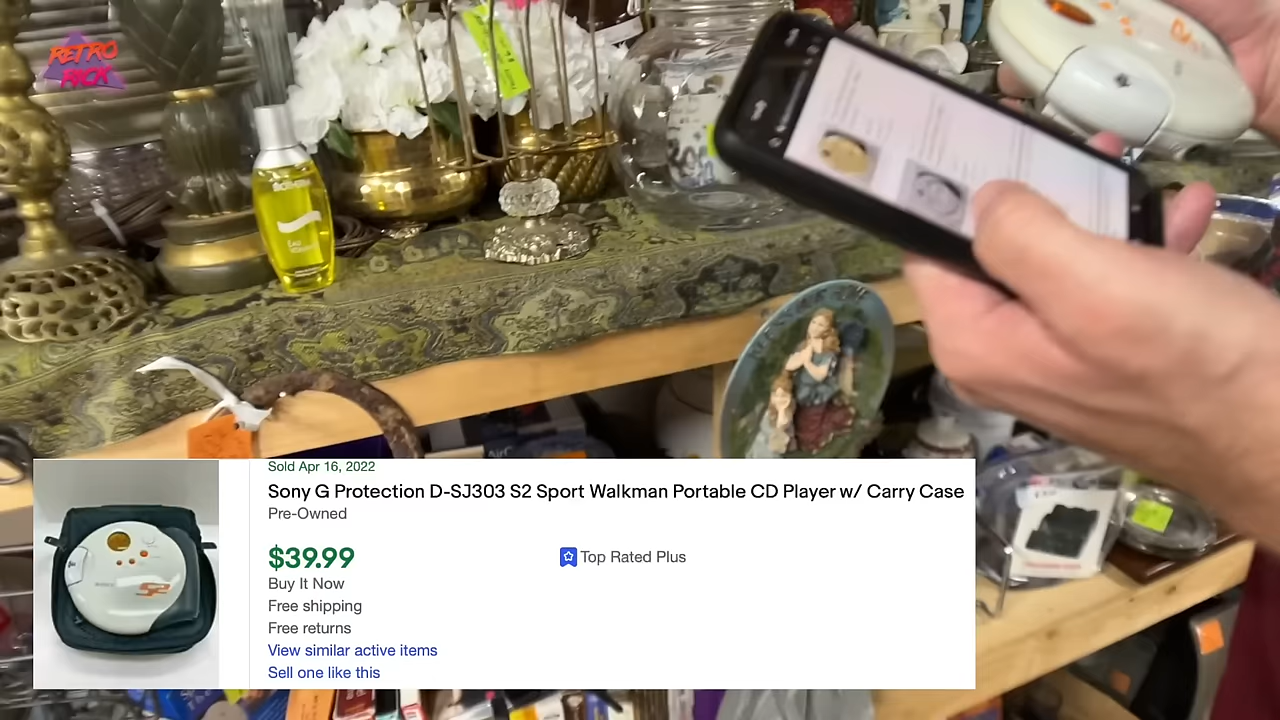 RETRO
RICK
Sold Apr 16, 2022
Sony G Protection D-SJ303 S2 Sport Walkman Portable CD Player w/ Carry Case
Pre-Owned
$39.99
Top Rated Plus
Buy It Now
Free shipping
Free returns
View similar active items
Sell one like this